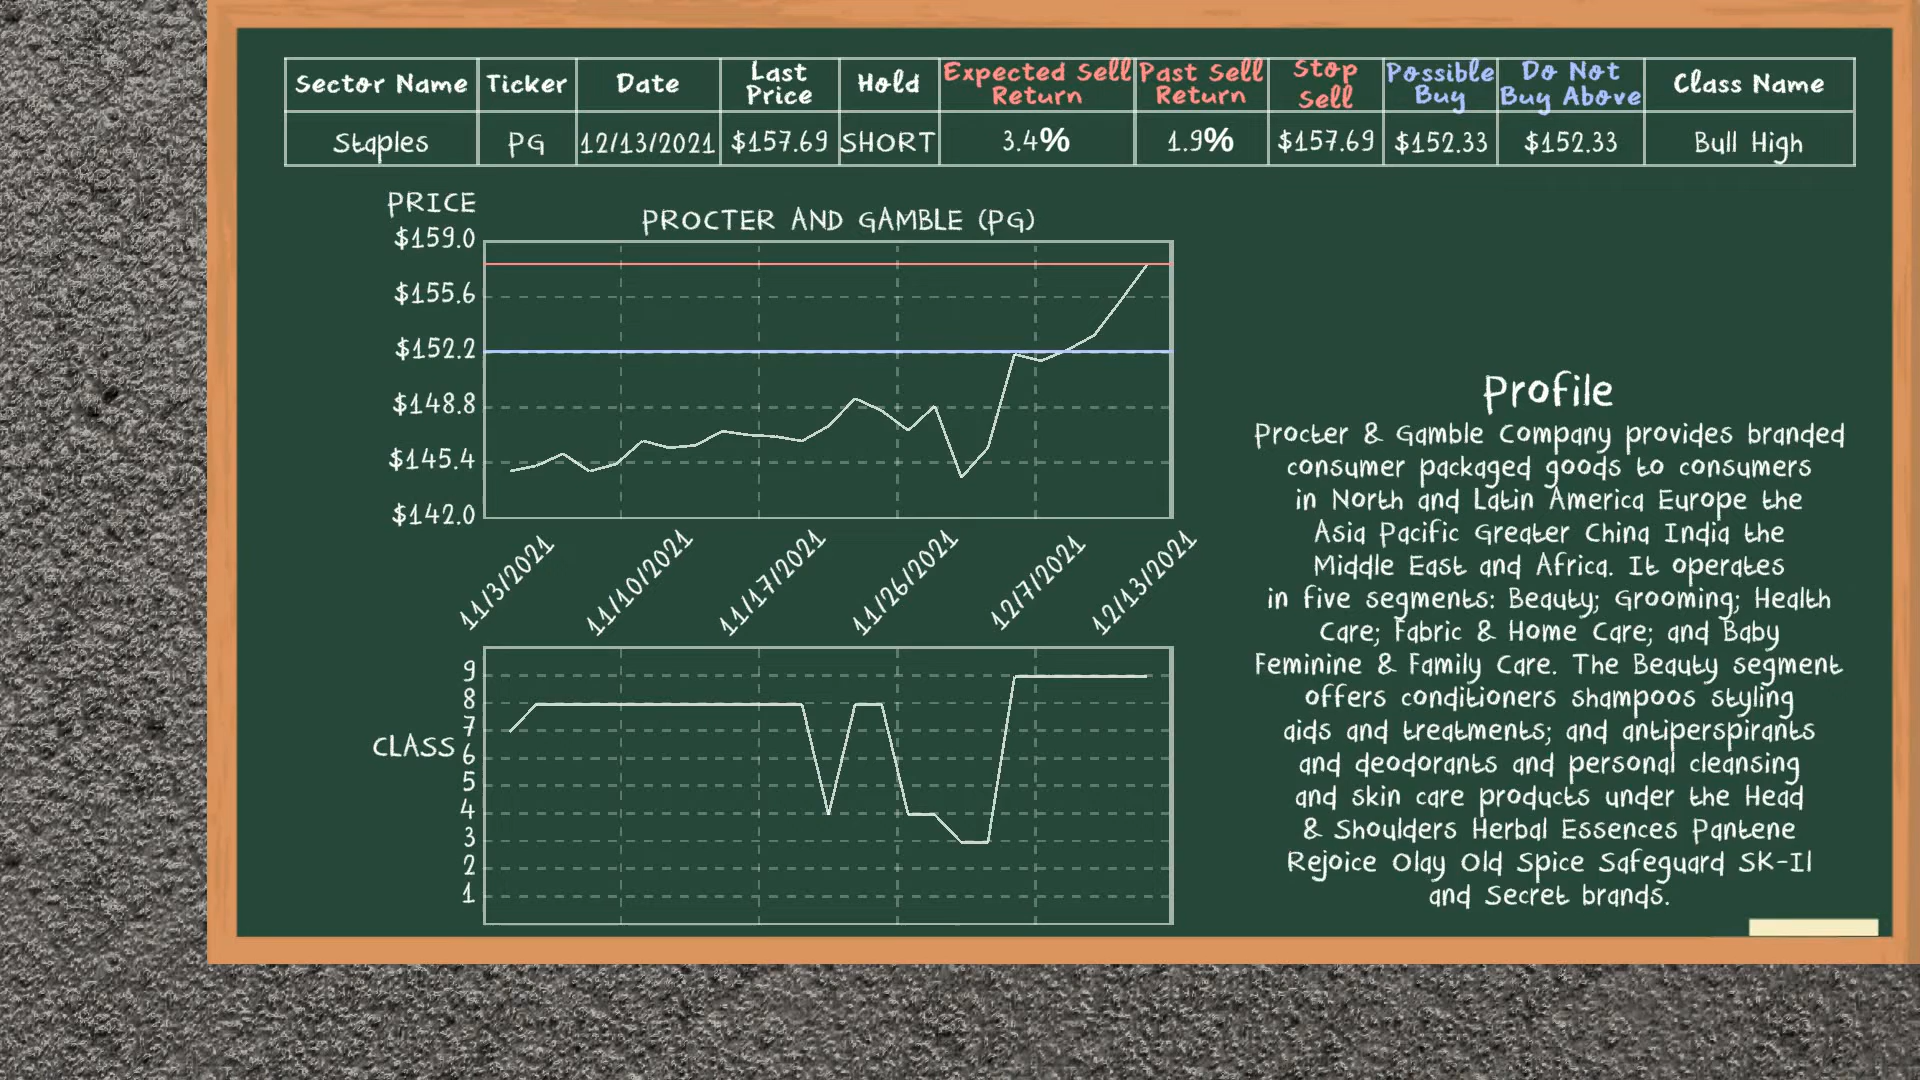 Sector Name Ticker Date Last Price Hold Expected Sell Return Past Sell Return Stop Sell Possible Buy Do Not Buy Above Class Name
Staples PG 12/13/2021 $157.69 SHORT 3.4% 1.9% $157.69 $152.33 $152.33 Bull High
PRICE
PROCTER AND GAMBLE (PG)
$159.0
$155.6
$152.2
$148.8
$145.4
$142.0
11/3/2021 11/10/2021 11/17/2021 11/26/2021 12/7/2021 12/13/2021
9
8
7
CLASS 6
5
4
3
2
1
Profile
Procter & Gamble Company provides branded
consumer packaged goods to consumers
in North and Latin America Europe the
Asia Pacific Greater China India the
Middle East and Africa. It operates
in five segments: Beauty; Grooming; Health
Care; Fabric & Home Care; and Baby
Feminine & Family Care. The Beauty segment
offers conditioners shampoos styling
aids and treatments; and antiperspirants
and deodorants and personal cleansing
and skin care products under the Head
& Shoulders Herbal Essences Pantene
Rejoice Olay Old Spice Safeguard SK-II
and Secret brands.